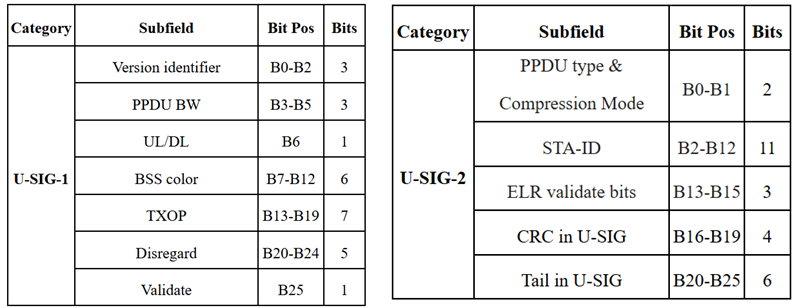 Category Subfield Bit Pos Bits
U-SIG-1
Version identifier B0-B2 3
PPDU BW B3-B5 3
UL/DL B6 1
BSS color B7-B12 6
TXOP B13-B19 7
Disregard B20-B24 5
Validate B25 1
Category Subfield Bit Pos Bits
U-SIG-2
PPDU type &
Compression Mode B0-B1 2
STA-ID B2-B12 11
ELR validate bits B13-B15 3
CRC in U-SIG B16-B19 4
Tail in U-SIG B20-B25 6